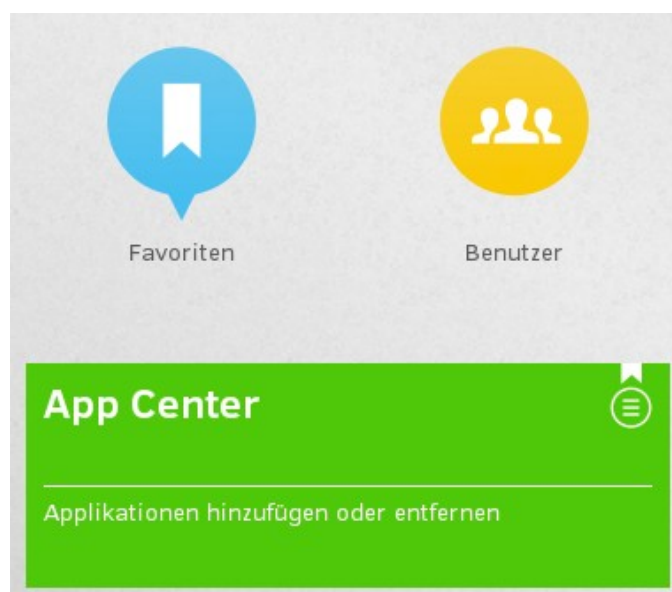 Favoriten
Benutzer
App Center
Applikationen hinzufügen oder entfernen